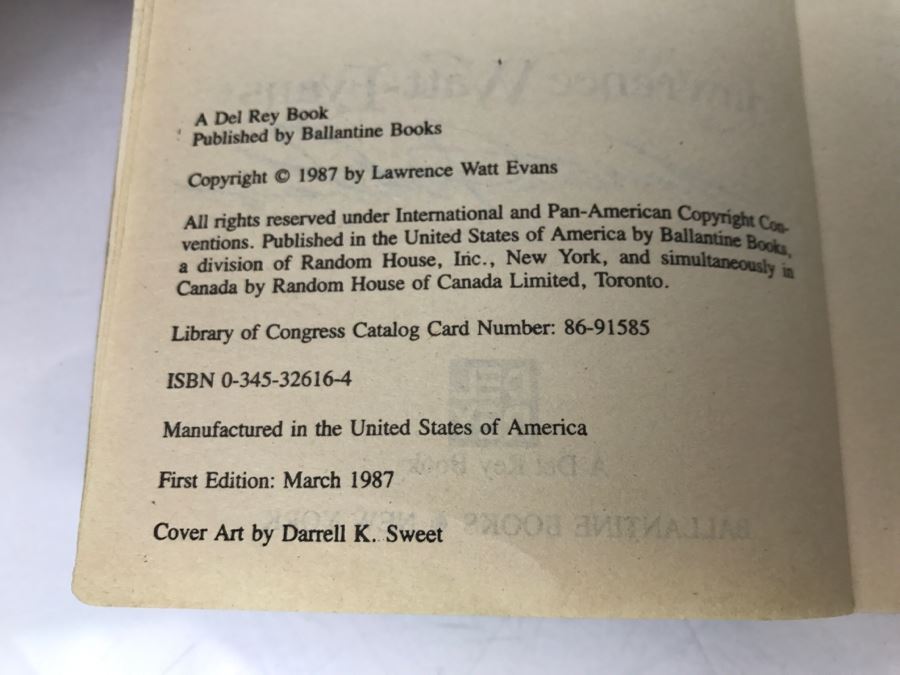 A Del Rey Book
Published by Ballantine Books
Copyright © 1987 by Lawrence Watt Evans
All rights reserved under International and Pan-American Copyright Con-
ventions. Published in the United States of America by Ballantine Books,
a division of Random House, Inc., New York, and simultaneously in
Canada by Random House of Canada Limited, Toronto.
Library of Congress Catalog Card Number: 86-91585
ISBN 0-345-32616-4
Manufactured in the United States of America
First Edition: March 1987
Cover Art by Darrell K. Sweet